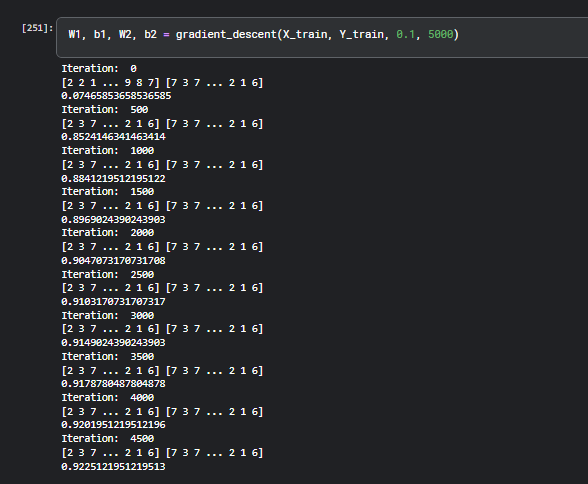 [251]:
W1, b1, W2, b2 = gradient_descent(X_train, Y_train, 0.1, 5000)
Iteration:  0
[2 2 1 ... 9 8 7] [7 3 7 ... 2 1 6]
0.07465853658536585
Iteration:  500
[2 3 7 ... 2 1 6] [7 3 7 ... 2 1 6]
0.8524146341463414
Iteration:  1000
[2 3 7 ... 2 1 6] [7 3 7 ... 2 1 6]
0.8841219512195122
Iteration:  1500
[2 3 7 ... 2 1 6] [7 3 7 ... 2 1 6]
0.8969024390243903
Iteration:  2000
[2 3 7 ... 2 1 6] [7 3 7 ... 2 1 6]
0.9047073170731708
Iteration:  2500
[2 3 7 ... 2 1 6] [7 3 7 ... 2 1 6]
0.9103170731707317
Iteration:  3000
[2 3 7 ... 2 1 6] [7 3 7 ... 2 1 6]
0.9149024390243903
Iteration:  3500
[2 3 7 ... 2 1 6] [7 3 7 ... 2 1 6]
0.9178780487804878
Iteration:  4000
[2 3 7 ... 2 1 6] [7 3 7 ... 2 1 6]
0.9201951219512196
Iteration:  4500
[2 3 7 ... 2 1 6] [7 3 7 ... 2 1 6]
0.9225121951219513